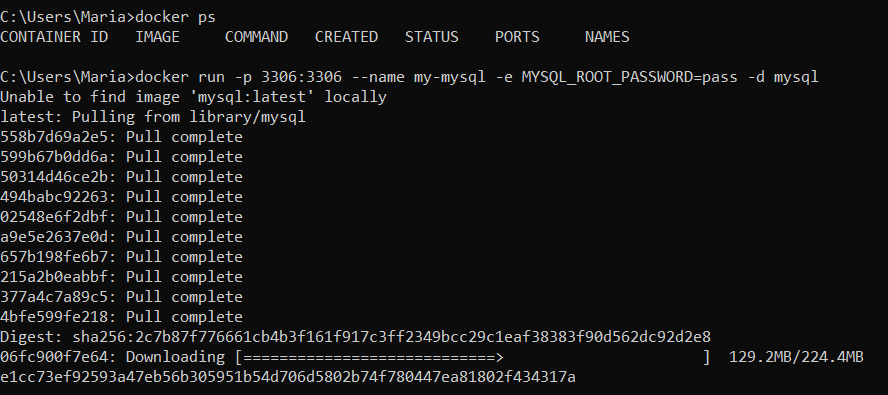 C:\Users\Maria>docker ps
CONTAINER ID   IMAGE     COMMAND   CREATED   STATUS    PORTS     NAMES
C:\Users\Maria>docker run -p 3306:3306 --name my-mysql -e MYSQL_ROOT_PASSWORD=pass -d mysql
Unable to find image 'mysql:latest' locally
latest: Pulling from library/mysql
558b7d69a2e5: Pull complete
599b67b0dd6a: Pull complete
50314d46ce2b: Pull complete
494babc92263: Pull complete
02548e6f2dbf: Pull complete
a9e5e2637e0d: Pull complete
657b198fe6b7: Pull complete
215a2b0eabbf: Pull complete
377a4c7a89c5: Pull complete
4bfe599fe218: Pull complete
Digest: sha256:2c7b87f776661cb4b3f161f917c3ff2349bcc29c1eaf38383f90d562dc92d2e8
06fc900f7e64: Downloading [============================>                      ]  129.2MB/224.4MB
e1cc73ef92593a47eb56b305951b54d706d5802b74f780447ea81802f434317a